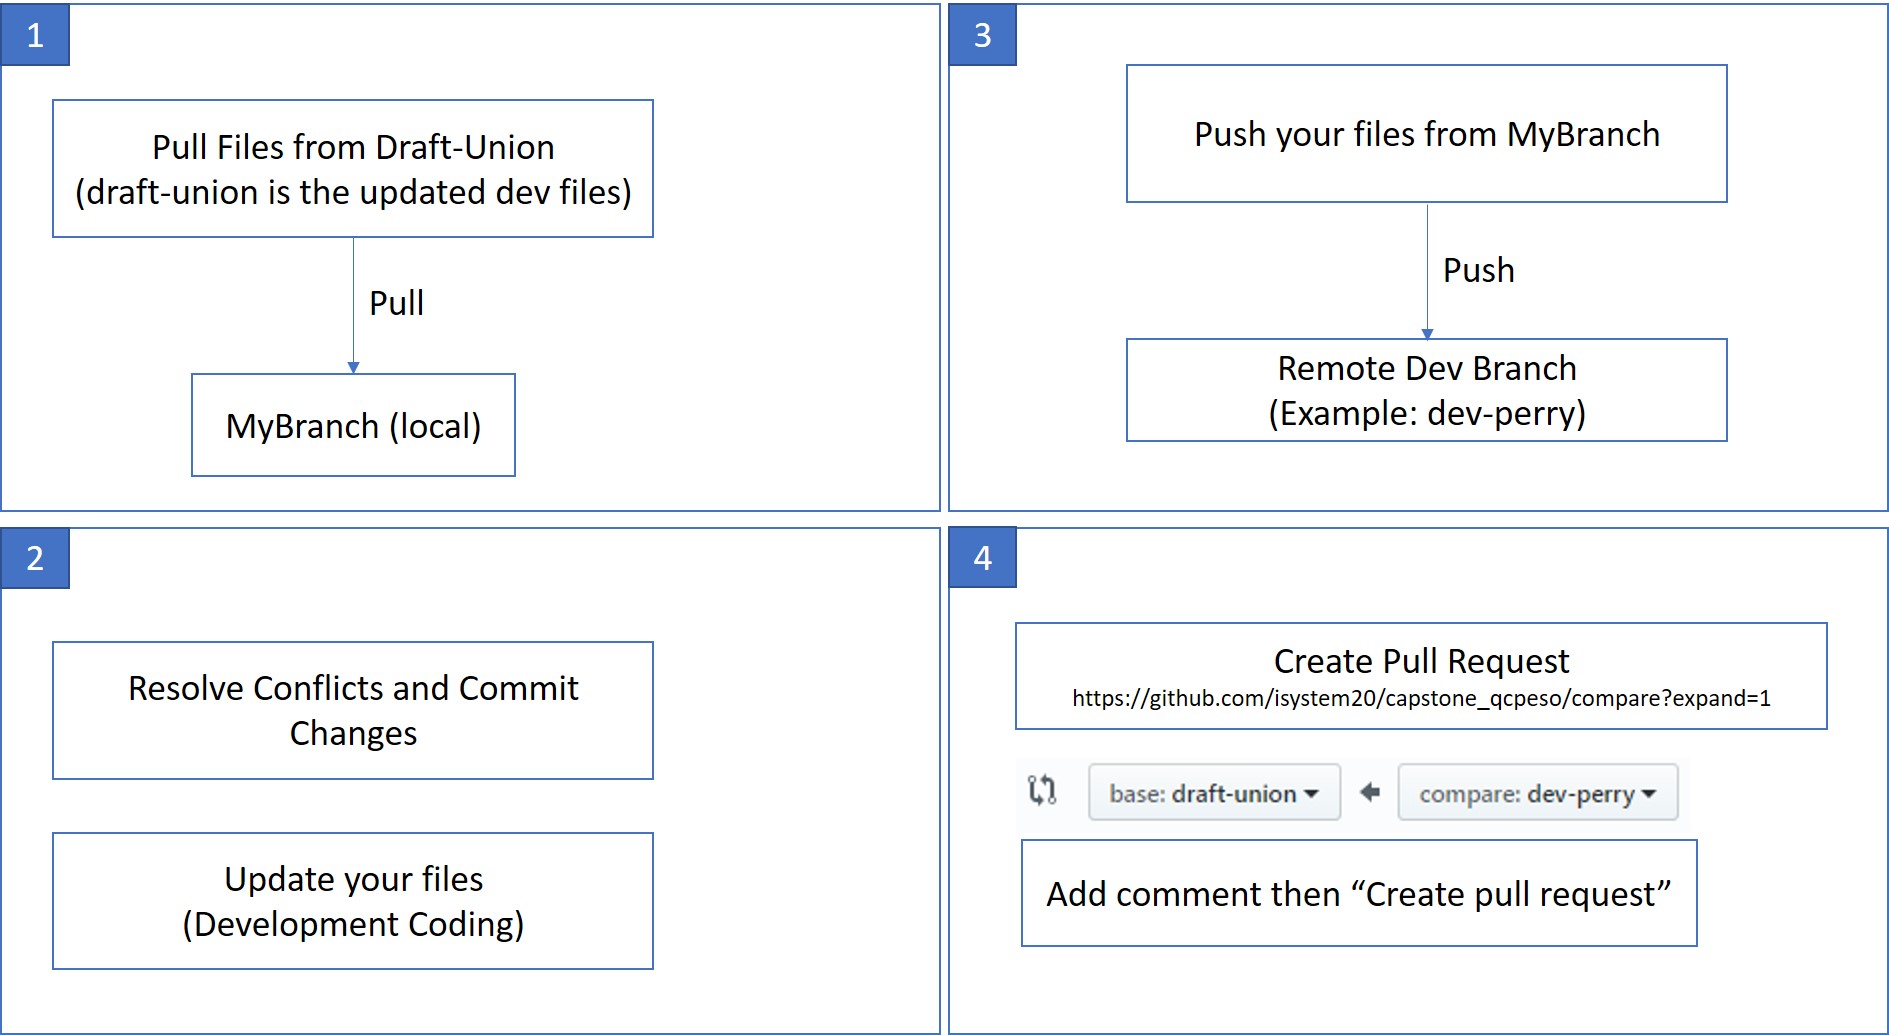 1
Pull Files from Draft-Union
(draft-union is the updated dev files)
Pull
MyBranch (local)
2
Resolve Conflicts and Commit
Changes
Update your files
(Development Coding)
3
Push your files from MyBranch
Push
Remote Dev Branch
(Example: dev-perry)
4
Create Pull Request
https://github.com/isystem20/capstone_qcpeso/compare?expand=1
base: draft-union compare: dev-perry
Add comment then “Create pull request”